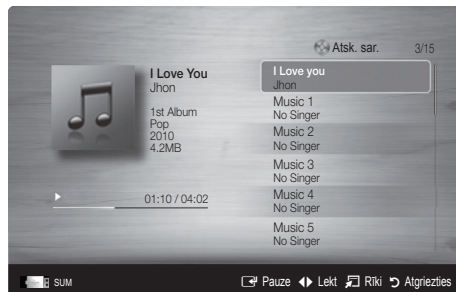 Atsk. sar. 3/15
I Love You
Jhon
1st Album
Pop
2010
4.2MB
01:10 / 04:02
I Love you
Jhon
Music 1
No Singer
Music 2
No Singer
Music 3
No Singer
Music 4
No Singer
Music 5
No Singer
SUM Pauze Lekt Rīki Atgriezties